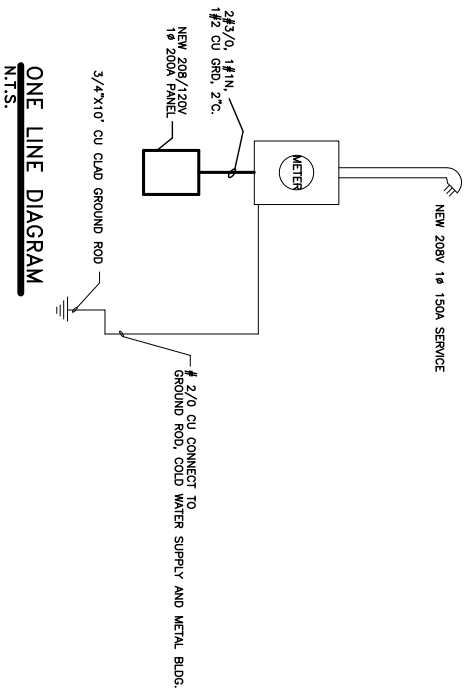 NEW 208V 1ø 150A SERVICE
METER
2#3/0, 1#1N,
1#2 CU GRD, 2"C.
NEW 208/120V
1ø 200A PANEL
3/4"X10' CU CLAD GROUND ROD
# 2/0 CU CONNECT TO
GROUND ROD, COLD WATER SUPPLY AND METAL BLDG.
ONE LINE DIAGRAM
N.T.S.